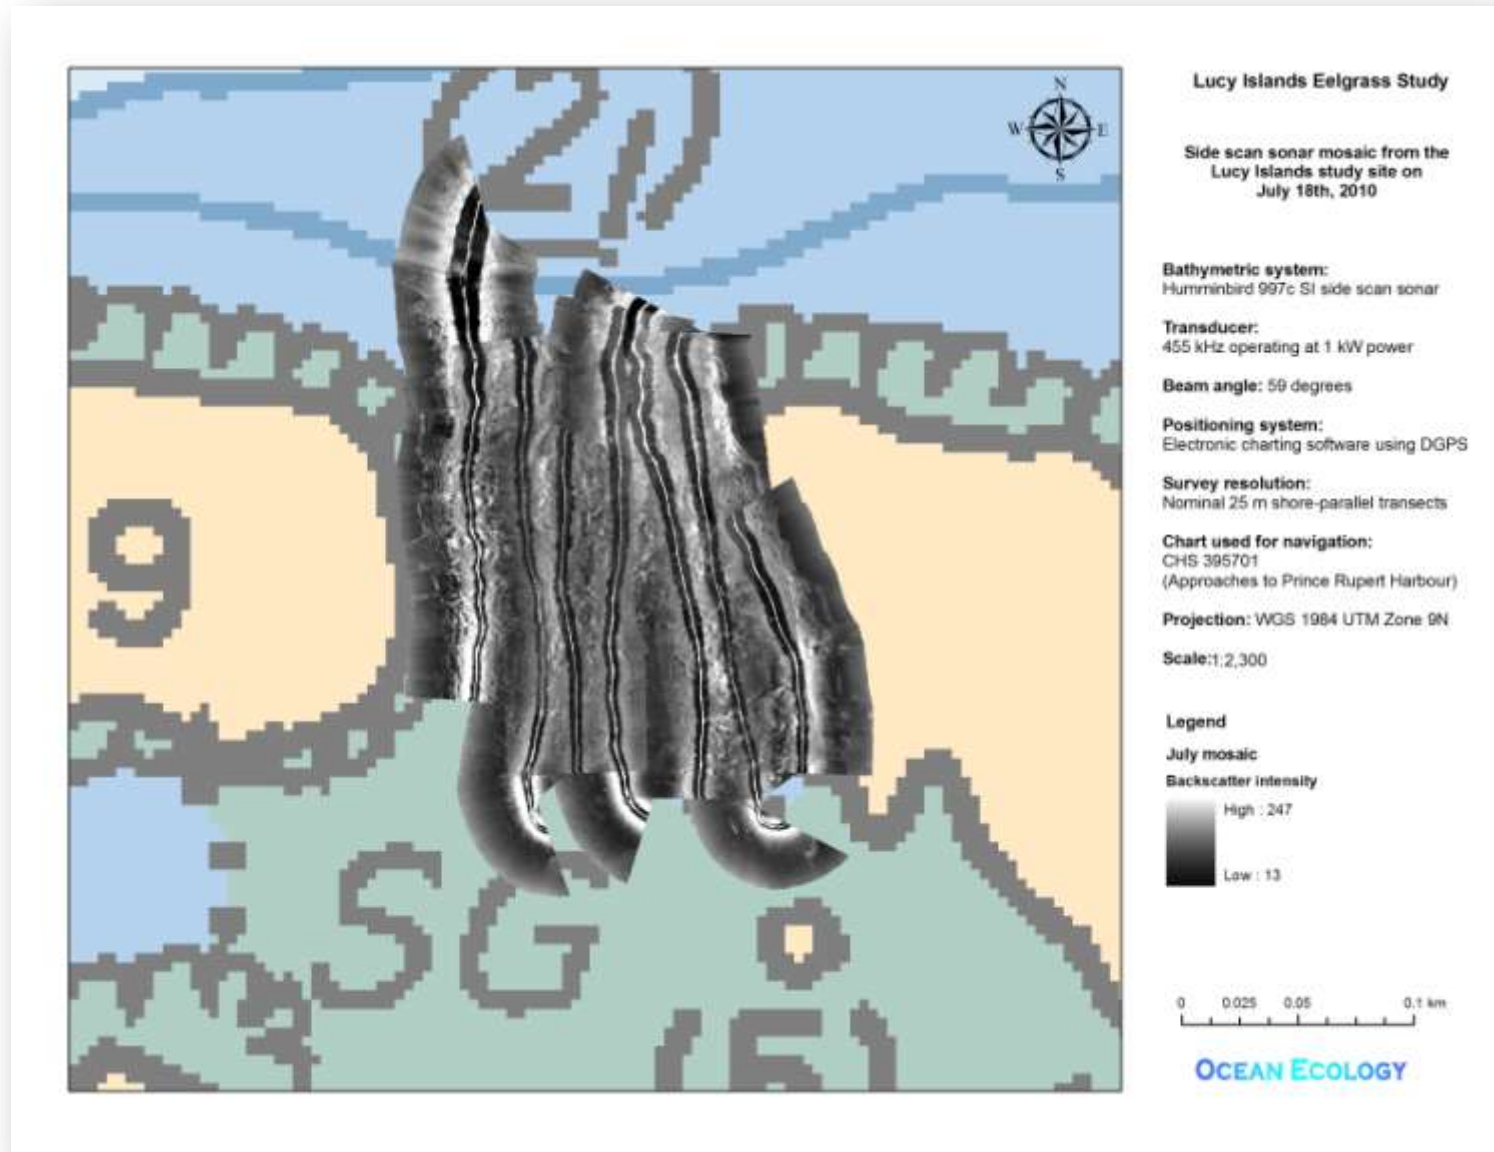 (2)
N
W E
S
9
SG
3
(5)
Lucy Islands Eelgrass Study
Side scan sonar mosaic from the
Lucy Islands study site on
July 18th, 2010
Bathymetric system:
Humminbird 997c SI side scan sonar
Transducer:
455 kHz operating at 1 kW power
Beam angle: 59 degrees
Positioning system:
Electronic charting software using DGPS
Survey resolution:
Nominal 25 m shore-parallel transects
Chart used for navigation:
CHS 395701
(Approaches to Prince Rupert Harbour)
Projection: WGS 1984 UTM Zone 9N
Scale:1:2,300
Legend
July mosaic
Backscatter intensity
High : 247
Low : 13
0 0.025 0.05 0.1 km
OCEAN ECOLOGY